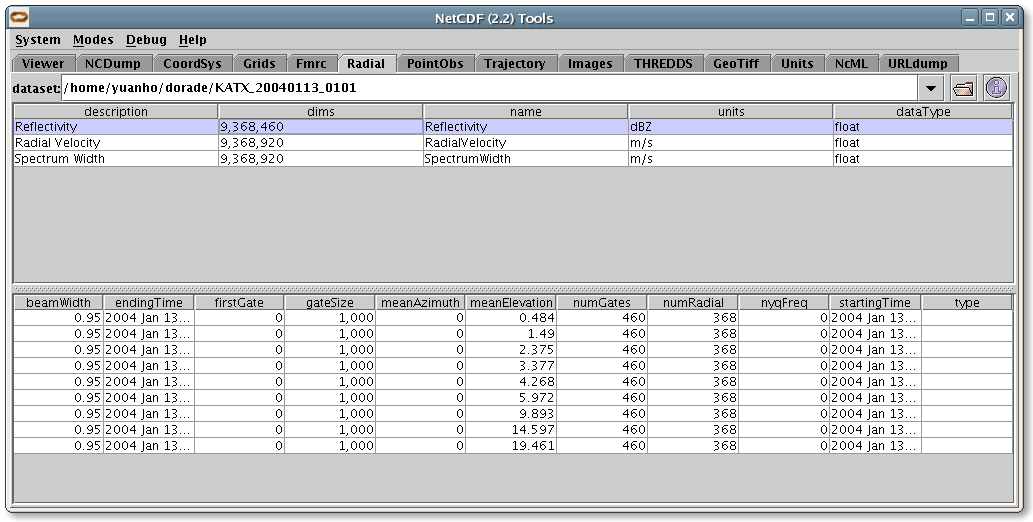 NetCDF (2.2) Tools
System Modes Debug Help
Viewer NCDump CoordSys Grids Fmrc Radial PointObs Trajectory Images THREDDS GeoTiff Units NcML URLdump
dataset: /home/yuanho/dorade/KATX_20040113_0101
description dims name units dataType
Reflectivity 9,368,460 Reflectivity dBZ float
Radial Velocity 9,368,920 RadialVelocity m/s float
Spectrum Width 9,368,920 SpectrumWidth m/s float
beamWidth endingTime firstGate gateSize meanAzimuth meanElevation numGates numRadial nyqFreq startingTime type
0.95 2004 Jan 13... 0 1,000 0 0.484 460 368 0 2004 Jan 13...
0.95 2004 Jan 13... 0 1,000 0 1.49 460 368 0 2004 Jan 13...
0.95 2004 Jan 13... 0 1,000 0 2.375 460 368 0 2004 Jan 13...
0.95 2004 Jan 13... 0 1,000 0 3.377 460 368 0 2004 Jan 13...
0.95 2004 Jan 13... 0 1,000 0 4.268 460 368 0 2004 Jan 13...
0.95 2004 Jan 13... 0 1,000 0 5.972 460 368 0 2004 Jan 13...
0.95 2004 Jan 13... 0 1,000 0 9.893 460 368 0 2004 Jan 13...
0.95 2004 Jan 13... 0 1,000 0 14.597 460 368 0 2004 Jan 13...
0.95 2004 Jan 13... 0 1,000 0 19.461 460 368 0 2004 Jan 13...